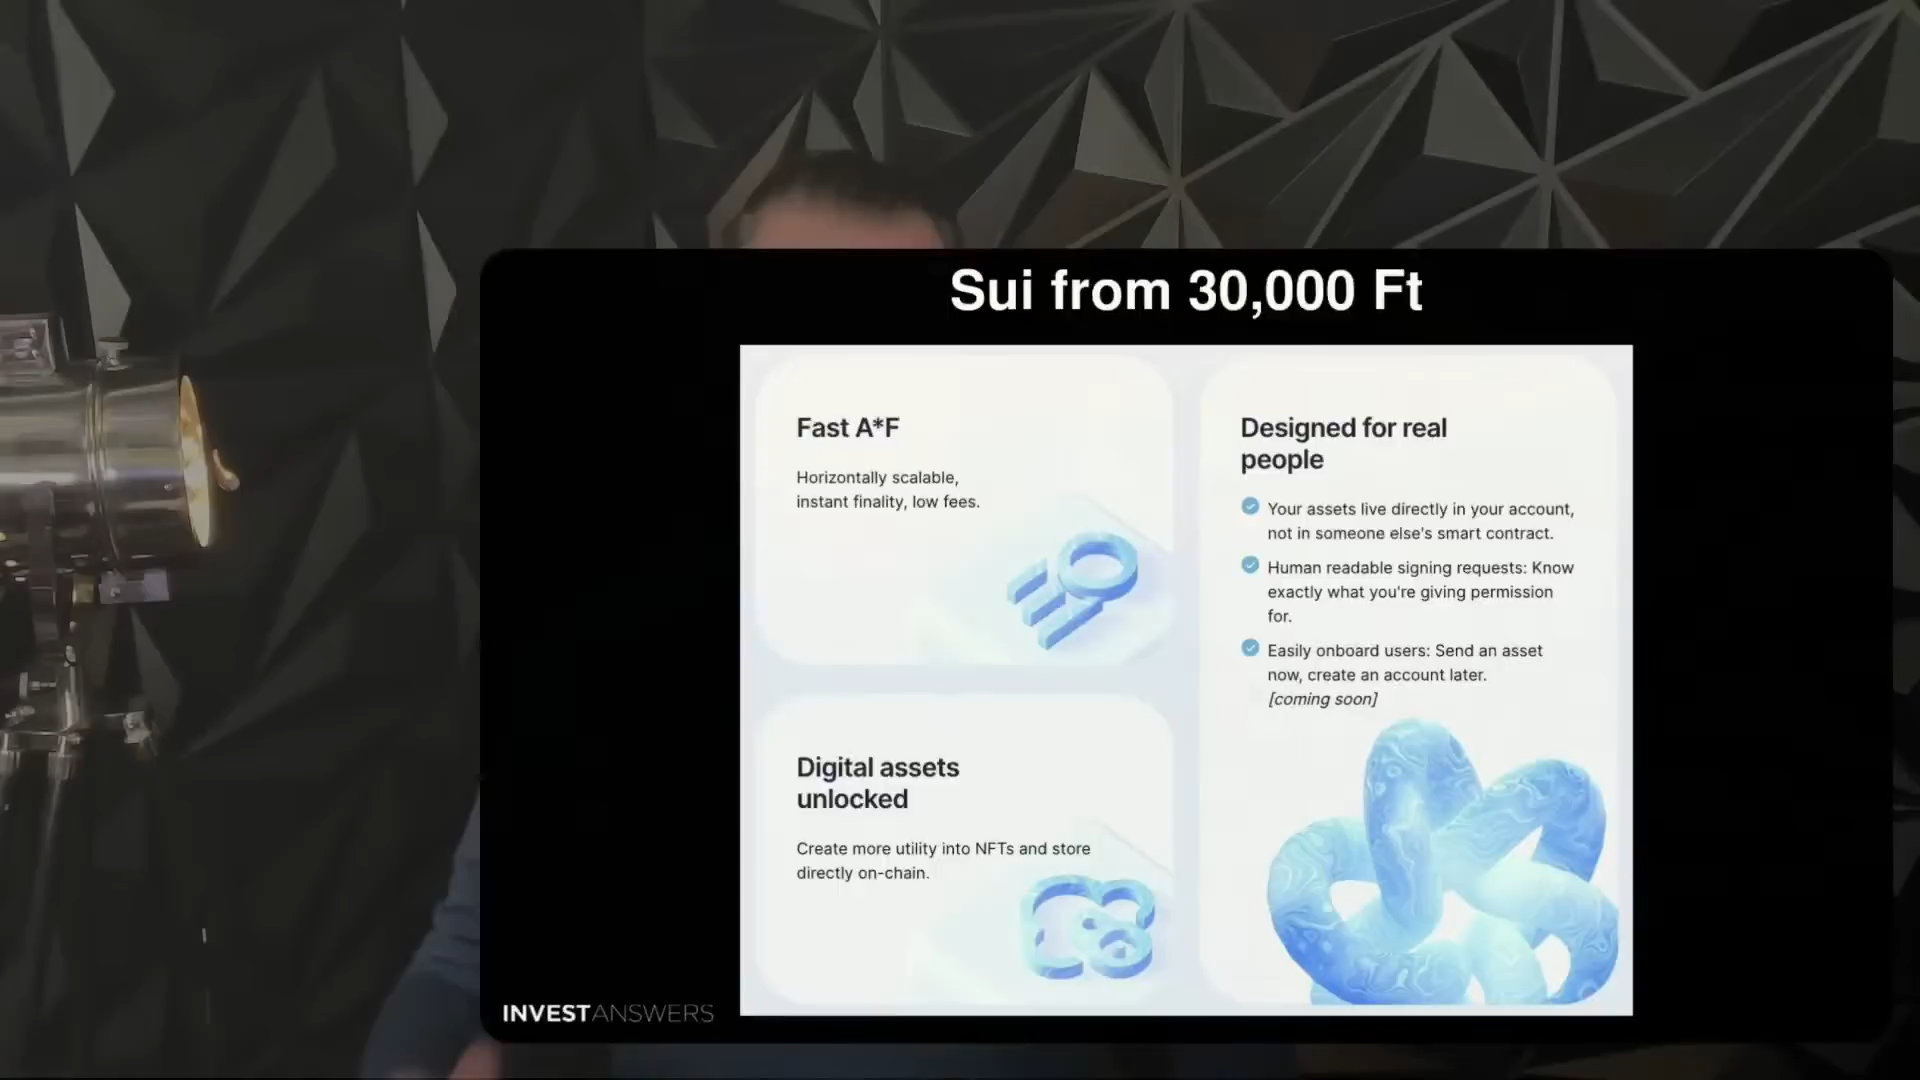 Sui from 30,000 Ft
Fast A*F
Horizontally scalable,
instant finality, low fees.
Digital assets
unlocked
Create more utility into NFTs and store
directly on-chain.
Designed for real
people
Your assets live directly in your account,
not in someone else's smart contract.
Human readable signing requests: Know
exactly what you're giving permission
for.
Easily onboard users: Send an asset
now, create an account later.
[coming soon]
INVESTANSWERS